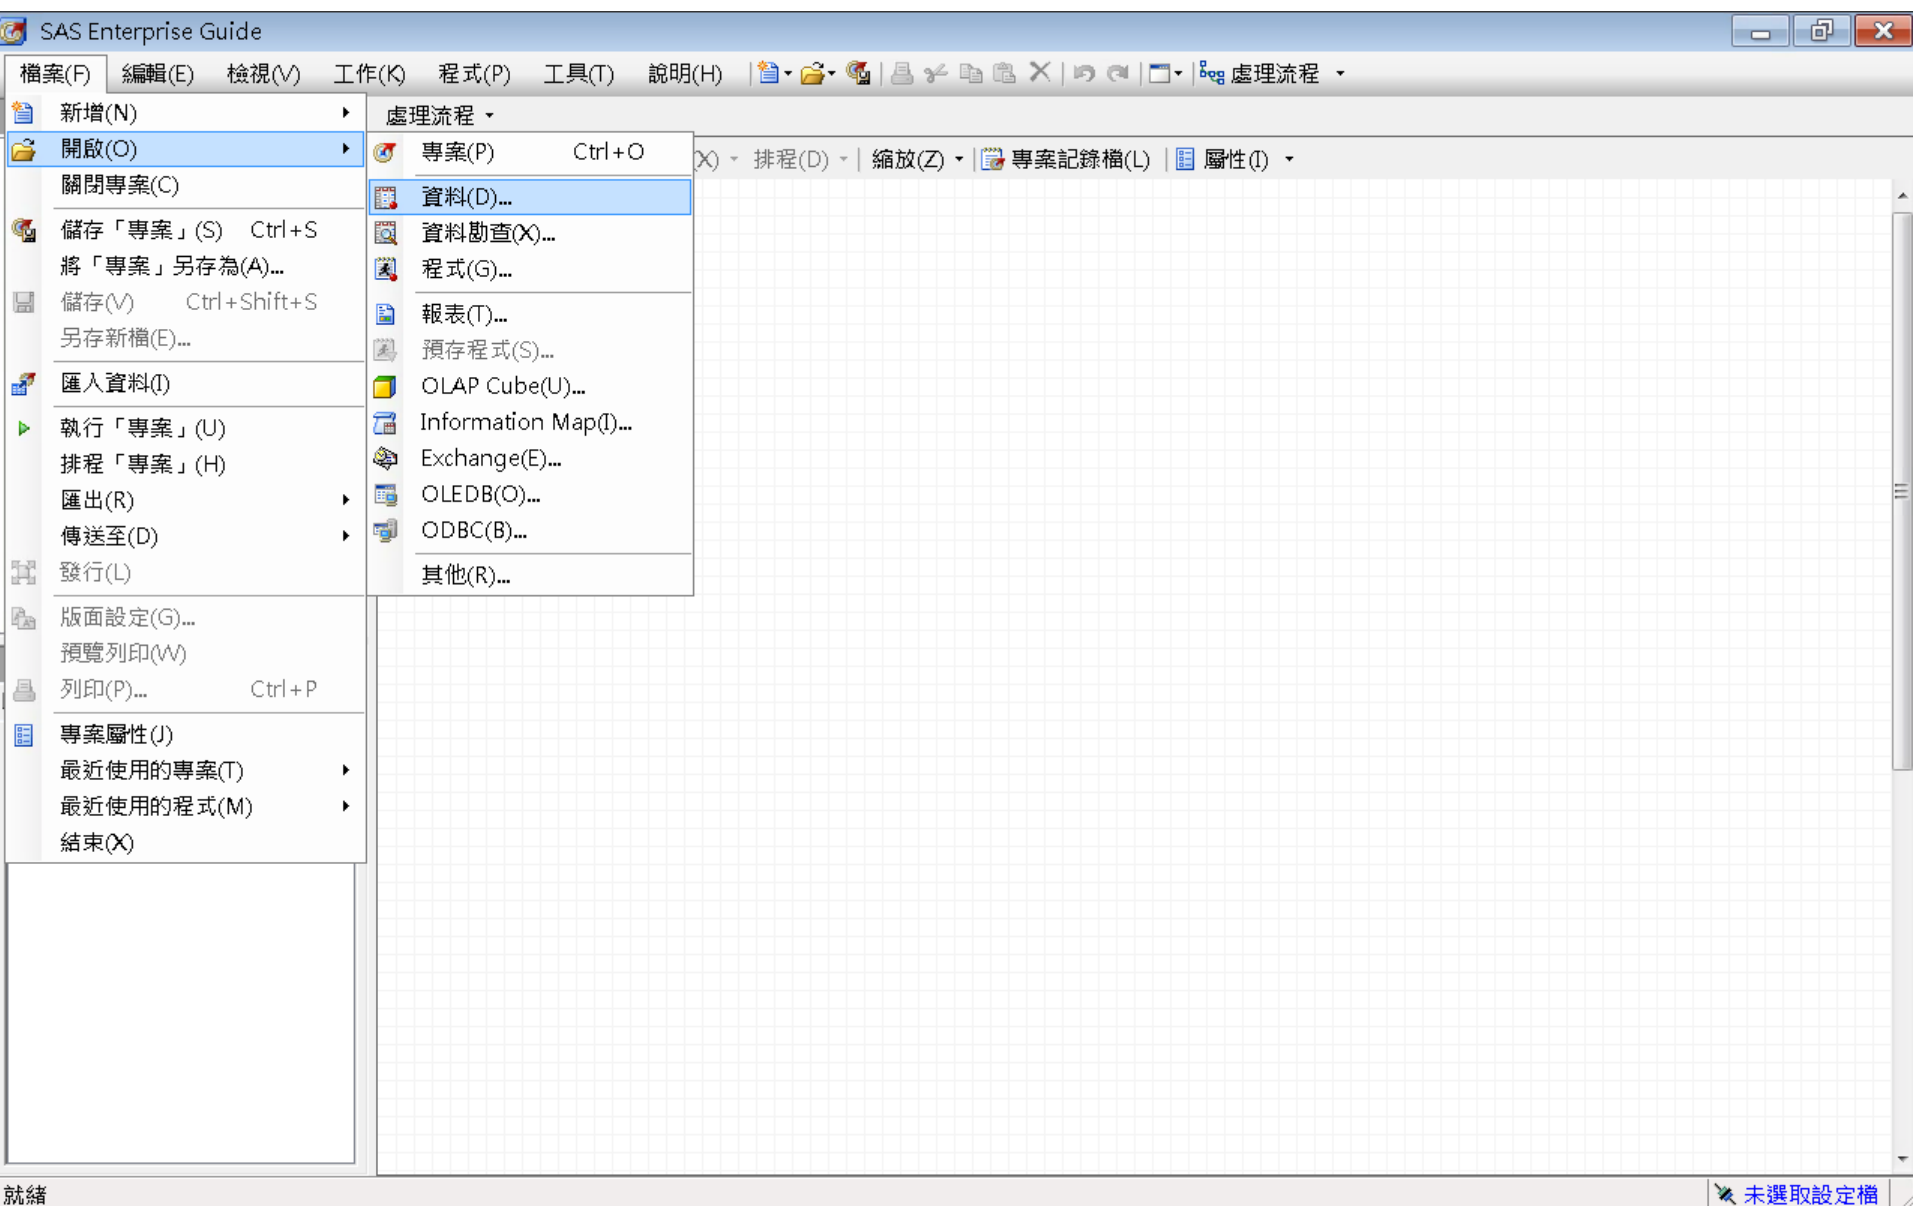 SAS Enterprise Guide
檔案(F) 編輯(E) 檢視(V) 工作(K) 程式(P) 工具(T) 說明(H) 處理流程
新增(N)
開啟(O)
關閉專案(C)
儲存「專案」(S) Ctrl+S
將「專案」另存為(A)...
儲存(V) Ctrl+Shift+S
另存新檔(E)...
匯入資料(I)
執行「專案」(U)
排程「專案」(H)
匯出(R)
傳送至(D)
發行(L)
版面設定(G)...
預覽列印(W)
列印(P)... Ctrl+P
專案屬性(J)
最近使用的專案(T)
最近使用的程式(M)
結束(X)
處理流程
(X) 排程(D) 縮放(Z) 專案記錄檔(L) 屬性(I)
專案(P) Ctrl+O
資料(D)...
資料勘查(X)...
程式(G)...
報表(T)...
預存程式(S)...
OLAP Cube(U)...
Information Map(I)...
Exchange(E)...
OLEDB(O)...
ODBC(B)...
其他(R)...
就緒
未選取設定檔